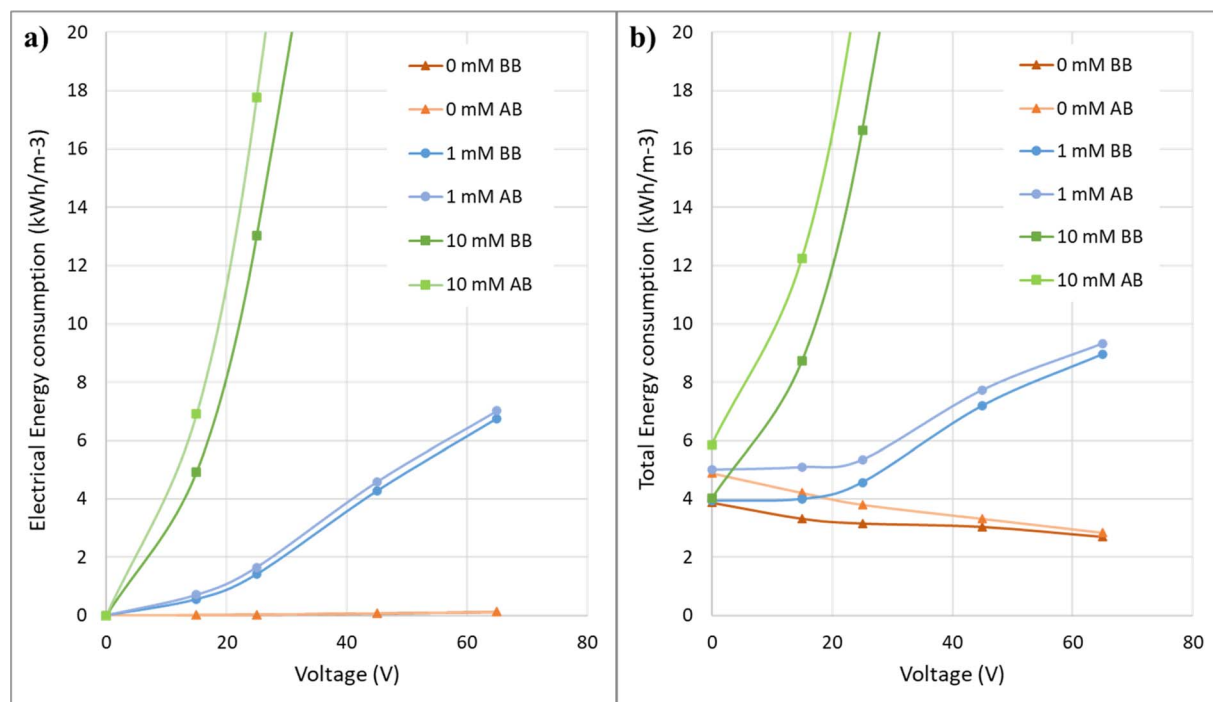 a)
Electrical Energy consumption (kWh/m-3)
20
18
16
14
12
10
8
6
4
2
0
0 mM BB
0 mM AB
1 mM BB
1 mM AB
10 mM BB
10 mM AB
0 20 40 60 80
Voltage (V)
b)
Total Energy consumption (kWh/m-3)
20
18
16
14
12
10
8
6
4
2
0
0 mM BB
0 mM AB
1 mM BB
1 mM AB
10 mM BB
10 mM AB
0 20 40 60 80
Voltage (V)